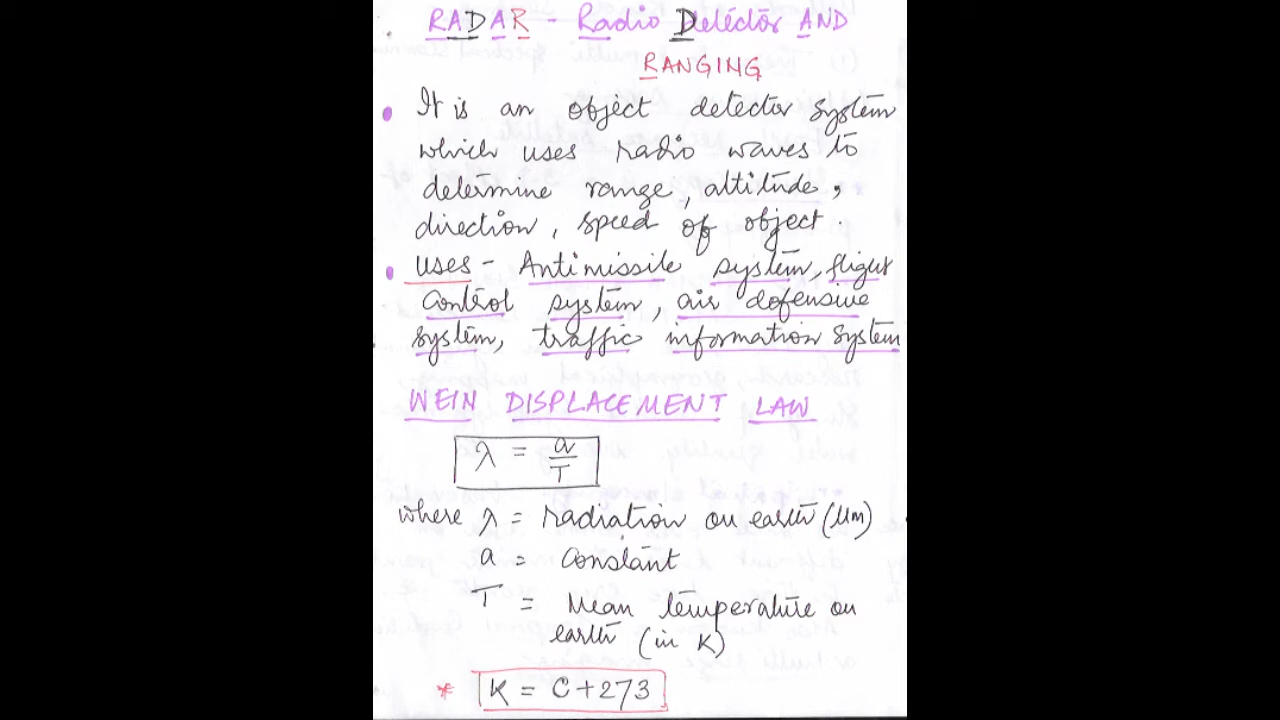 RADAR - Radio Detector AND
RANGING
• It is an object detector system
which uses radio waves to
determine range, altitude,
direction, speed of object.
• Uses - Antimissile system, flight
control system, air defensive
system, traffic information system
WEIN DISPLACEMENT LAW
λ = a/T
where λ = radiation on earth (μm)
a = constant
T = Mean temperature on
earth (in K)
* K = C + 273